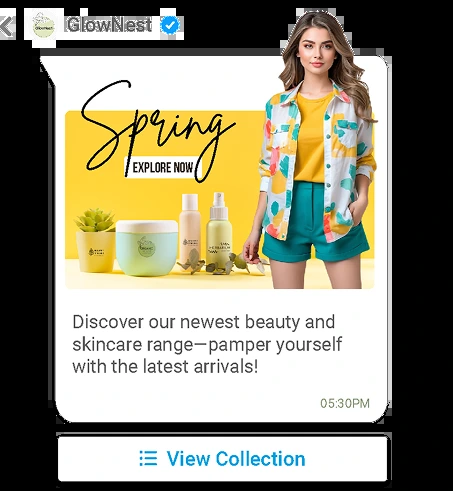 GlowNest
Spring
EXPLORE NOW
Discover our newest beauty and
skincare range—pamper yourself
with the latest arrivals!
05:30PM
View Collection